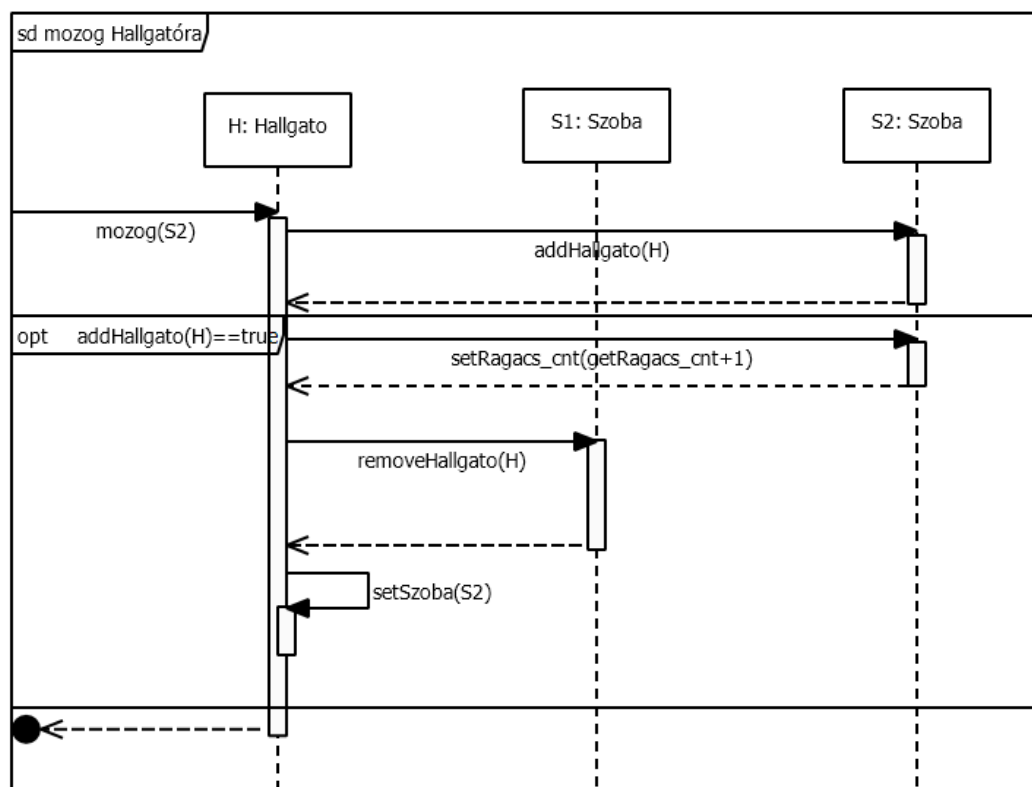 sd mozog Hallgatóra
H: Hallgato
S1: Szoba
S2: Szoba
mozog(S2)
addHallgato(H)
opt addHallgato(H)==true
setRagacs_cnt(getRagacs_cnt+1)
removeHallgato(H)
setSzoba(S2)